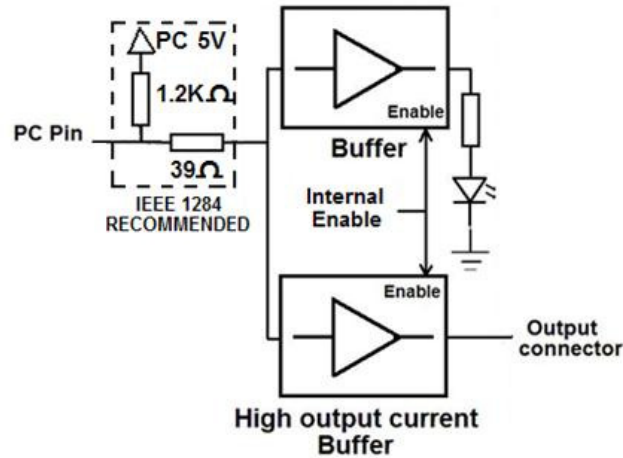 PC 5V
1.2KΩ
PC Pin
39Ω
IEEE 1284
RECOMMENDED
Enable
Buffer
Internal
Enable
Enable
Output
connector
High output current
Buffer